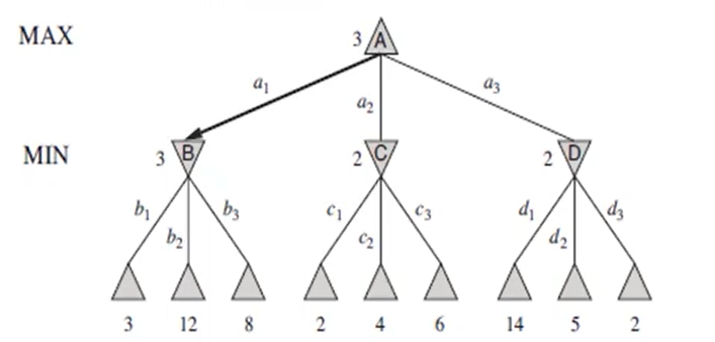 MAX 3 A
a1 a2 a3
MIN 3 B 2 C 2 D
b1 b2 b3 c1 c2 c3 d1 d2 d3
3 12 8 2 4 6 14 5 2